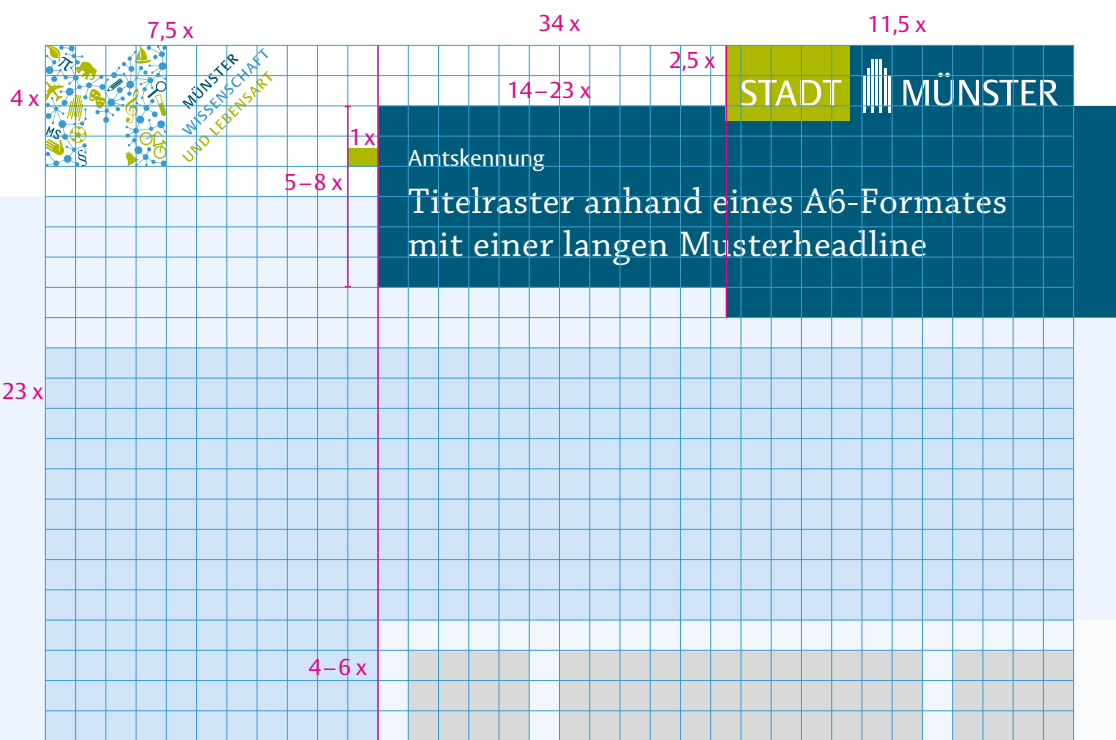 7,5 x
34 x
11,5 x
4 x
π
MS
§
MÜNSTER
WISSENSCHAFT
UND LEBENSART
2,5 x
14–23 x
STADT MÜNSTER
1 x
5–8 x
Amtskennung
Titelraster anhand eines A6-Formates
mit einer langen Musterheadline
23 x
4–6 x